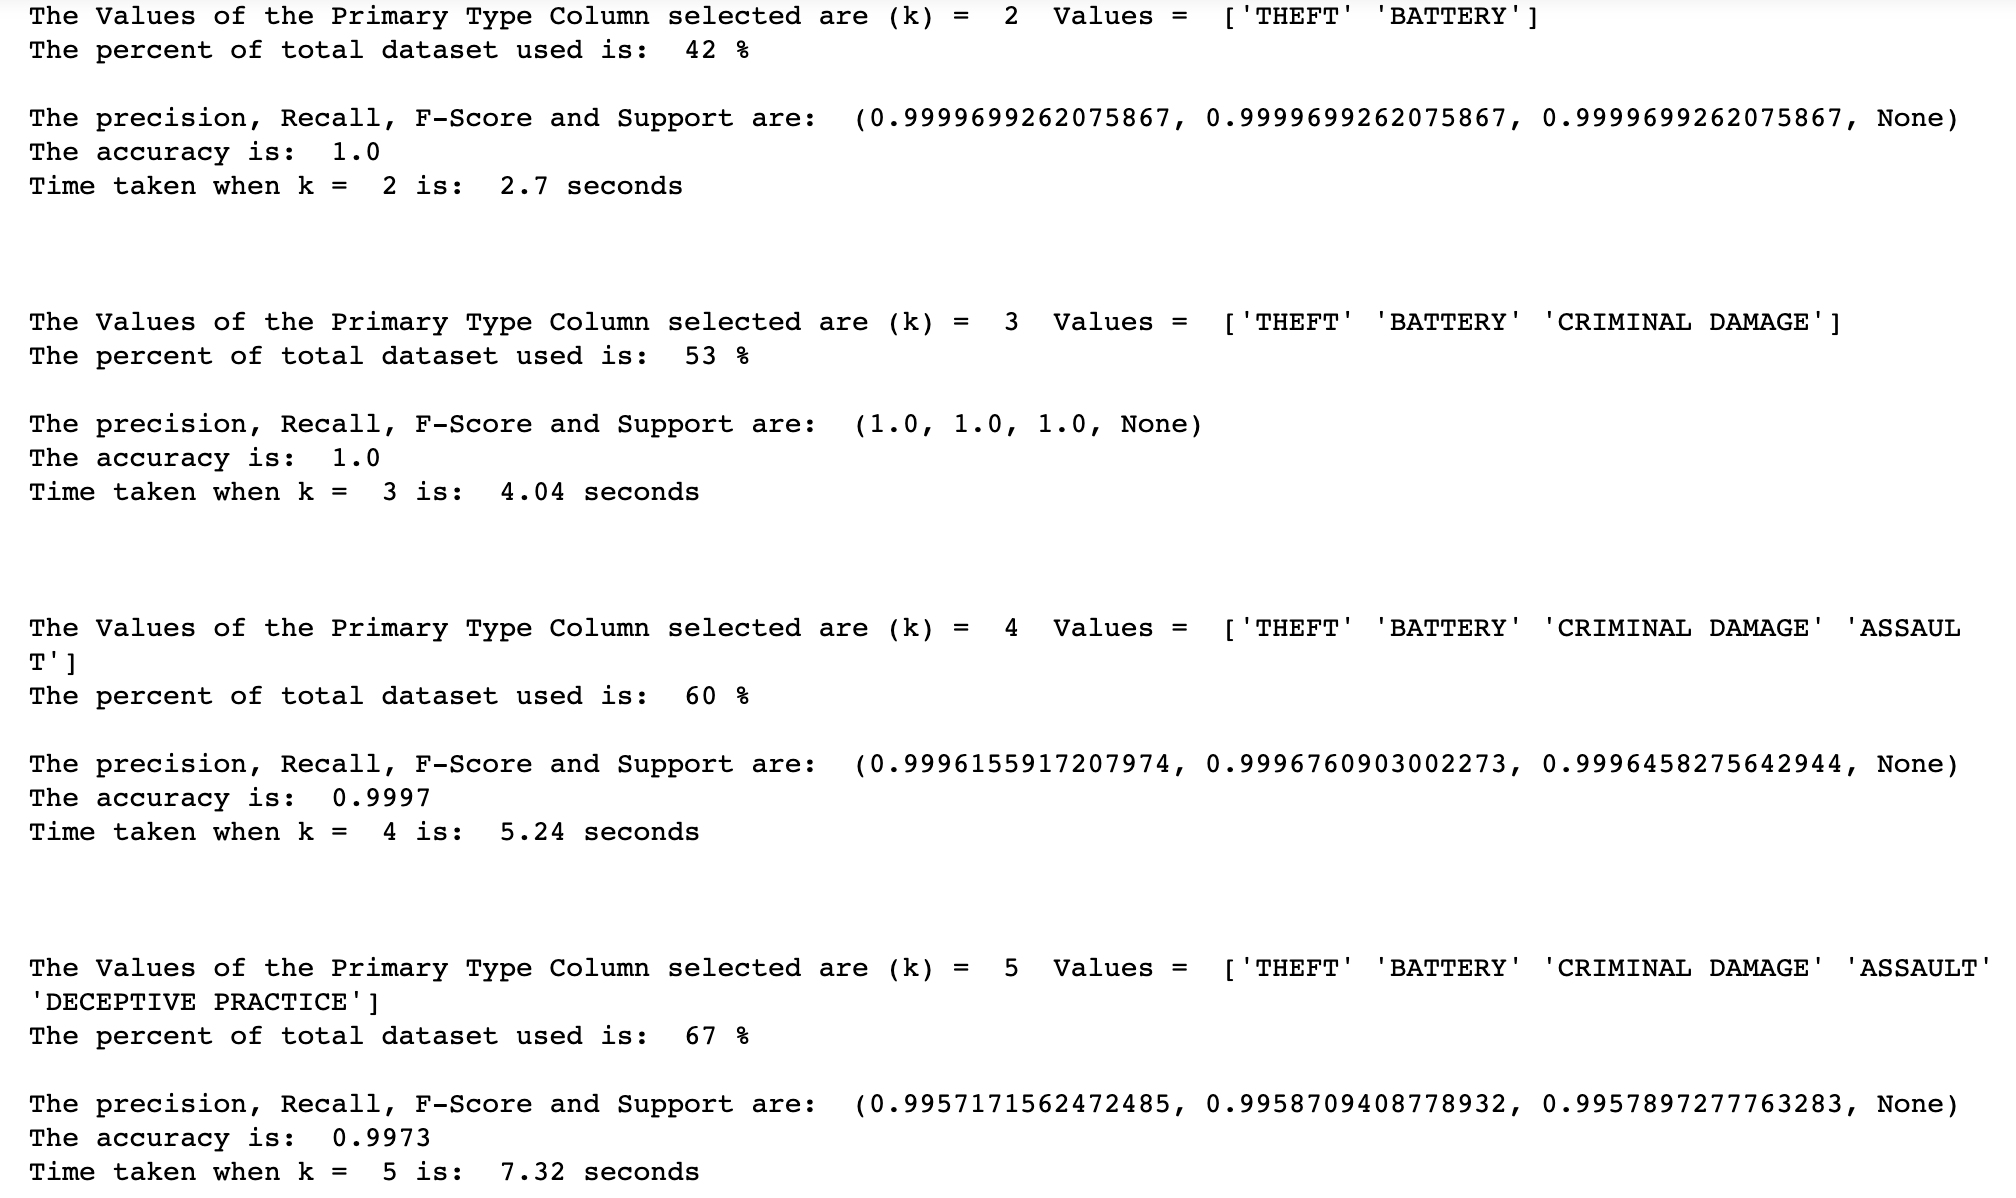 The Values of the Primary Type Column selected are (k) =  2  Values =  ['THEFT' 'BATTERY']
The percent of total dataset used is:  42 %
The precision, Recall, F-Score and Support are:  (0.9999699262075867, 0.9999699262075867, 0.9999699262075867, None)
The accuracy is:  1.0
Time taken when k =  2 is:  2.7 seconds
The Values of the Primary Type Column selected are (k) =  3  Values =  ['THEFT' 'BATTERY' 'CRIMINAL DAMAGE']
The percent of total dataset used is:  53 %
The precision, Recall, F-Score and Support are:  (1.0, 1.0, 1.0, None)
The accuracy is:  1.0
Time taken when k =  3 is:  4.04 seconds
The Values of the Primary Type Column selected are (k) =  4  Values =  ['THEFT' 'BATTERY' 'CRIMINAL DAMAGE' 'ASSAUL
T']
The percent of total dataset used is:  60 %
The precision, Recall, F-Score and Support are:  (0.9996155917207974, 0.9996760903002273, 0.9996458275642944, None)
The accuracy is:  0.9997
Time taken when k =  4 is:  5.24 seconds
The Values of the Primary Type Column selected are (k) =  5  Values =  ['THEFT' 'BATTERY' 'CRIMINAL DAMAGE' 'ASSAULT'
'DECEPTIVE PRACTICE']
The percent of total dataset used is:  67 %
The precision, Recall, F-Score and Support are:  (0.9957171562472485, 0.9958709408778932, 0.9957897277763283, None)
The accuracy is:  0.9973
Time taken when k =  5 is:  7.32 seconds